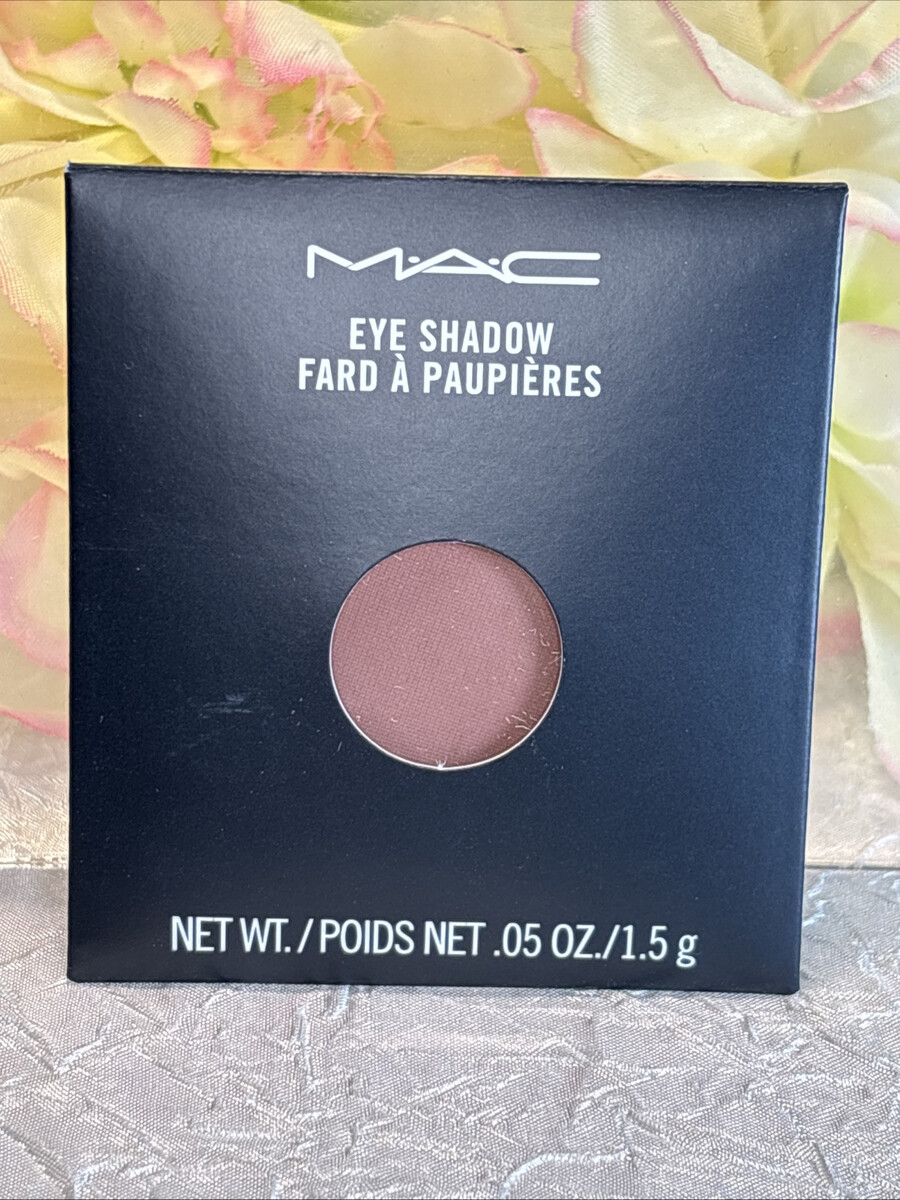 M·A·C
EYE SHADOW
FARD À PAUPIÈRES
NET WT. / POIDS NET .05 OZ./1.5 g